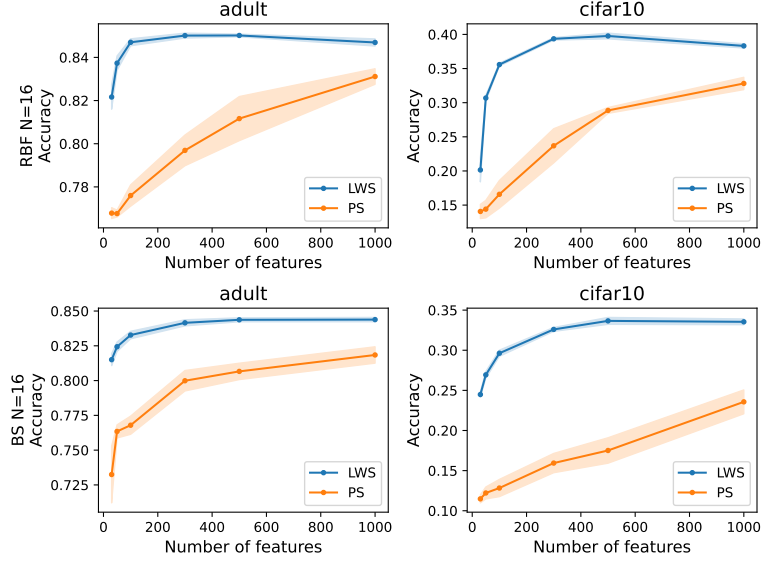 adult
RBF N=16
Accuracy
0.84
0.82
0.80
0.78
0
200
400
600
800
1000
Number of features
LWS
PS
cifar10
Accuracy
0.40
0.35
0.30
0.25
0.20
0.15
0
200
400
600
800
1000
Number of features
LWS
PS
adult
BS N=16
Accuracy
0.850
0.825
0.800
0.775
0.750
0.725
0
200
400
600
800
1000
Number of features
LWS
PS
cifar10
Accuracy
0.35
0.30
0.25
0.20
0.15
0.10
0
200
400
600
800
1000
Number of features
LWS
PS